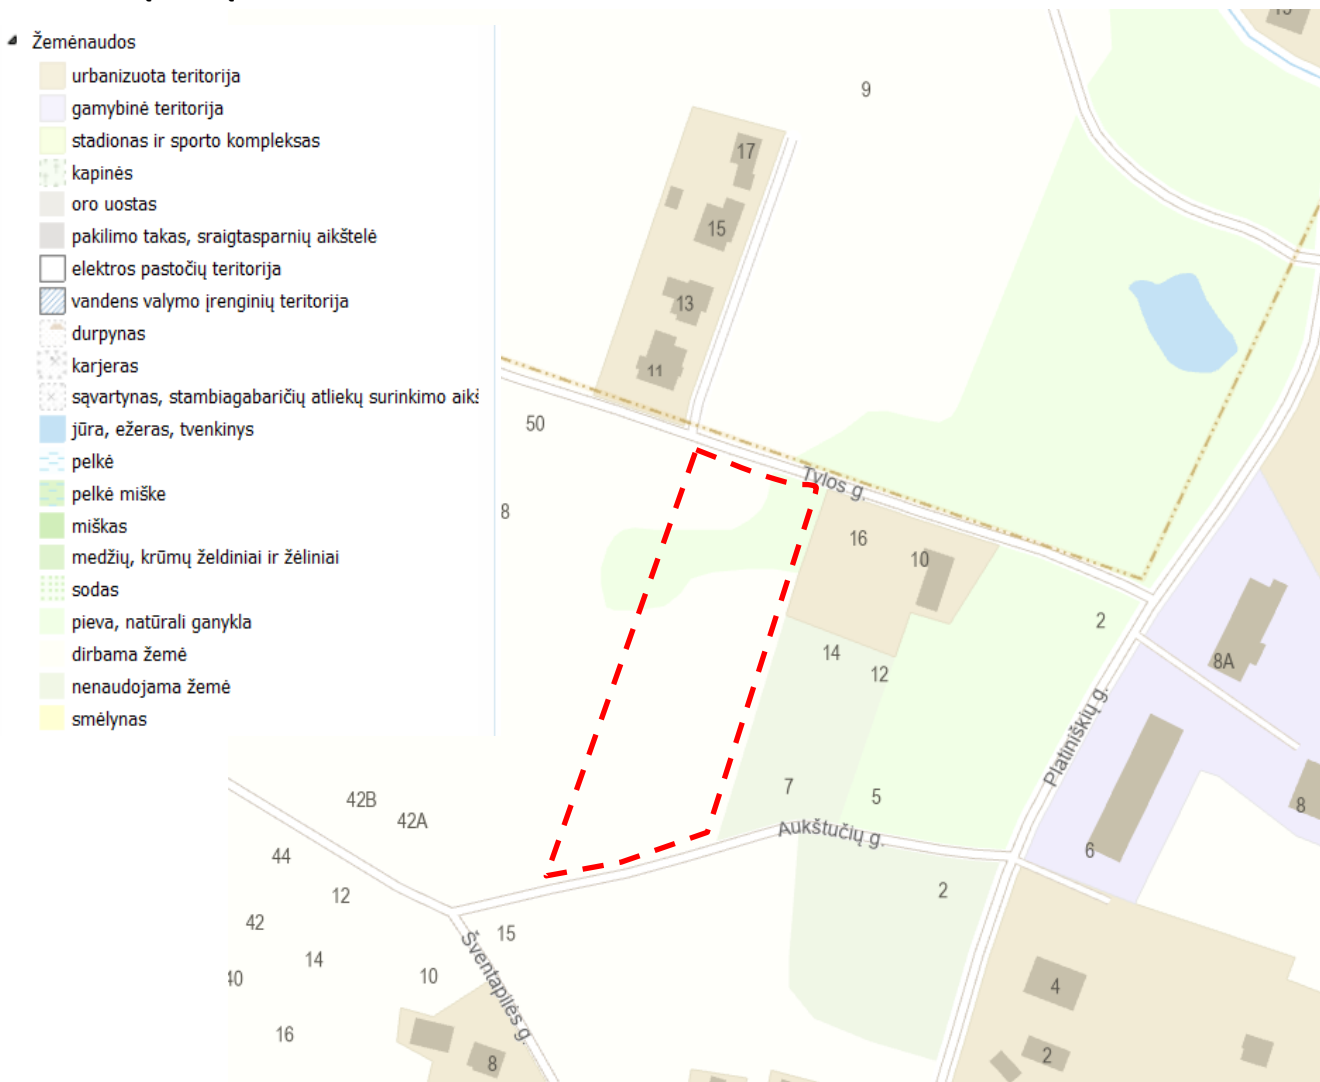 Žemėnaudos
urbanizuota teritorija
gamybinė teritorija
stadionas ir sporto kompleksas
kapinės
oro uostas
pakilimo takas, sraigtasparnių aikštelė
elektros pastočių teritorija
vandens valymo įrenginių teritorija
durpynas
karjeras
sąvartynas, stambiagabaričių atliekų surinkimo aikš
jūra, ežeras, tvenkinys
pelkė
pelkė miške
miškas
medžių, krūmų želdiniai ir žėliniai
sodas
pieva, natūrali ganykla
dirbama žemė
nenaudojama žemė
smėlynas
9
17
15
13
11
50
8
Tylos g.
16
10
2
14
12
8A
Platiniškių g.
7
5
42B
42A
Aukštučių g.
8
6
44
12
2
42
15
14
10
40
Šventapilės g.
4
16
8
2